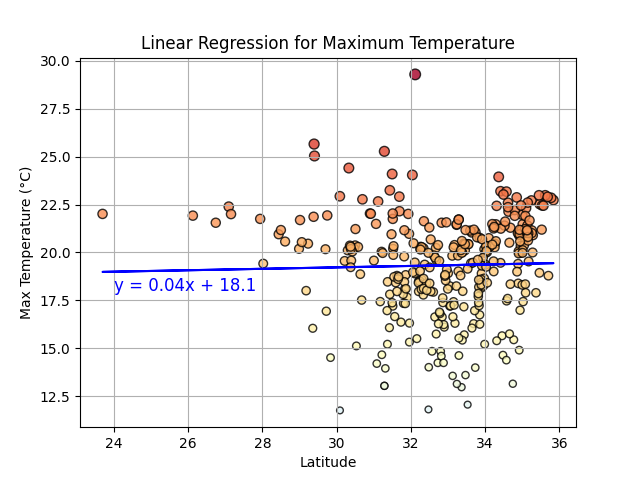 Linear Regression for Maximum Temperature
Max Temperature (°C)
30.0
27.5
25.0
22.5
20.0
17.5
15.0
12.5
y = 0.04x + 18.1
24 26 28 30 32 34 36
Latitude